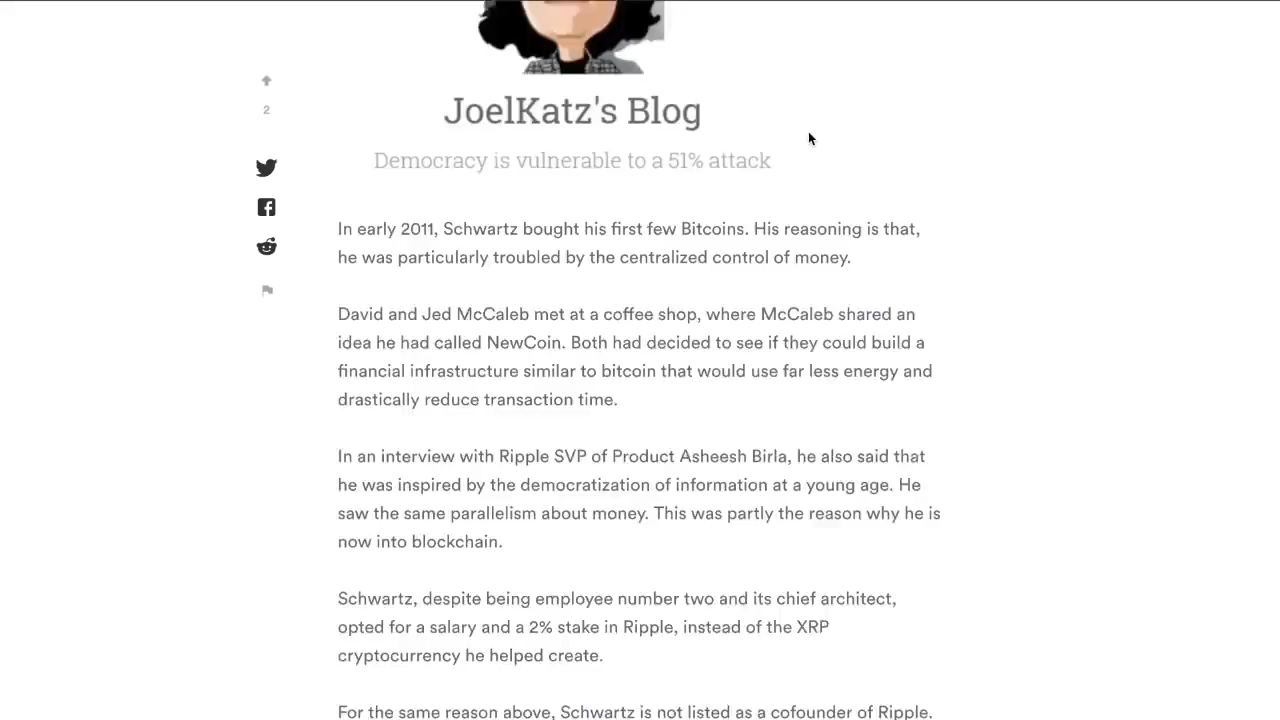 JoelKatz's Blog
Democracy is vulnerable to a 51% attack
2
In early 2011, Schwartz bought his first few Bitcoins. His reasoning is that,
he was particularly troubled by the centralized control of money.
David and Jed McCaleb met at a coffee shop, where McCaleb shared an
idea he had called NewCoin. Both had decided to see if they could build a
financial infrastructure similar to bitcoin that would use far less energy and
drastically reduce transaction time.
In an interview with Ripple SVP of Product Asheesh Birla, he also said that
he was inspired by the democratization of information at a young age. He
saw the same parallelism about money. This was partly the reason why he is
now into blockchain.
Schwartz, despite being employee number two and its chief architect,
opted for a salary and a 2% stake in Ripple, instead of the XRP
cryptocurrency he helped create.
For the same reason above, Schwartz is not listed as a cofounder of Ripple.